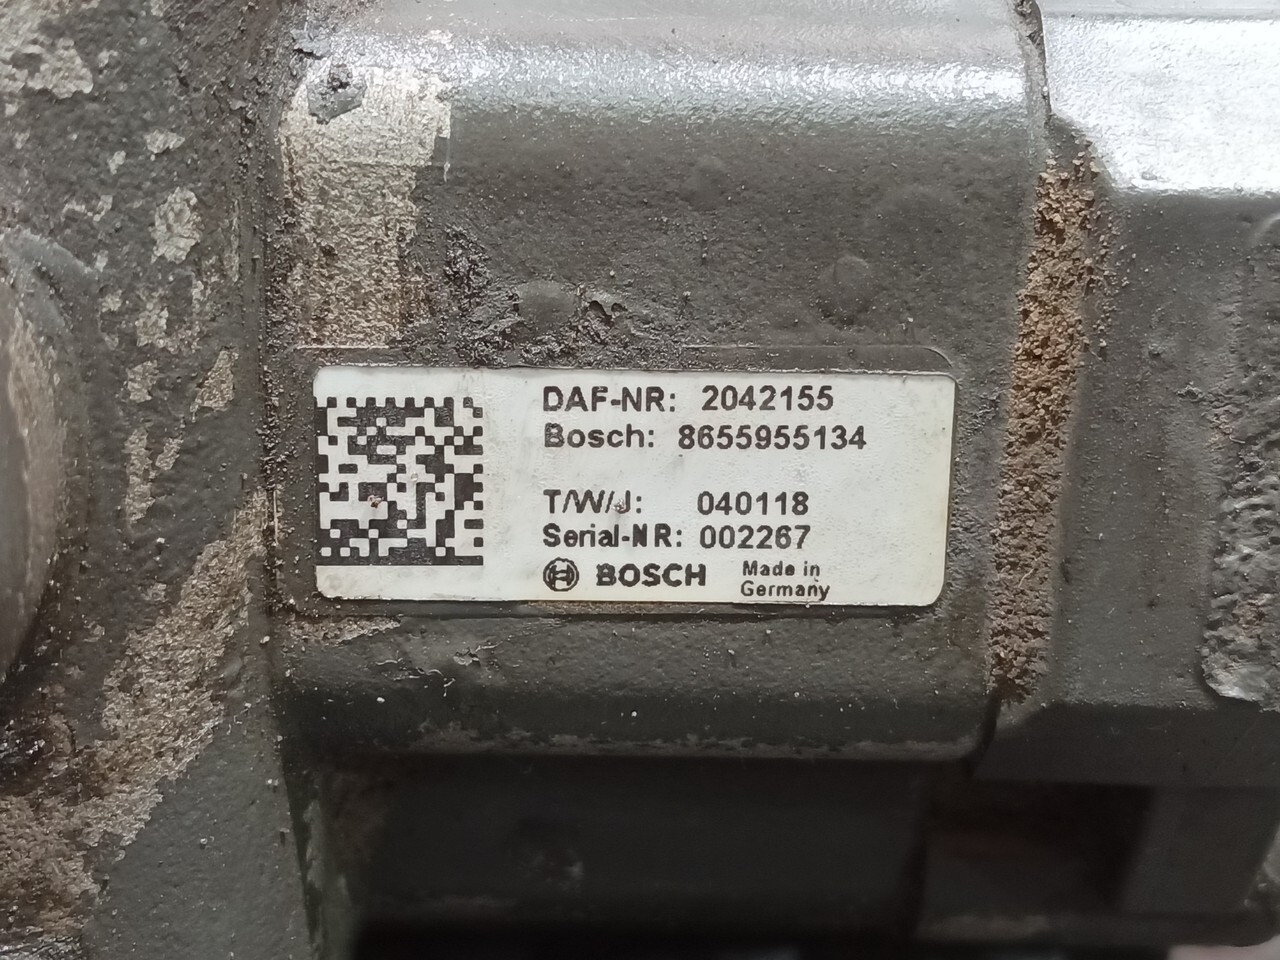 DAF-NR: 2042155
Bosch: 8655955134
T/W/J: 040118
Serial-NR: 002267
BOSCH Made in Germany